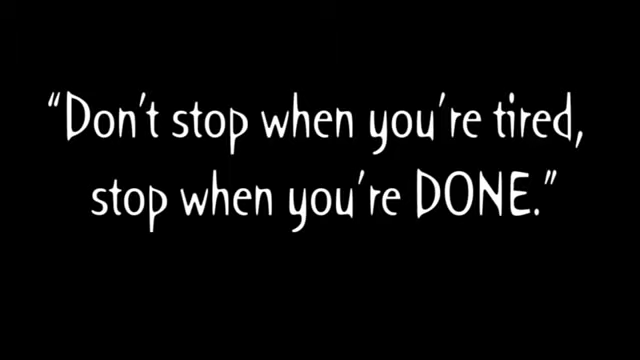 “Don’t stop when you’re tired,
stop when you’re DONE.”